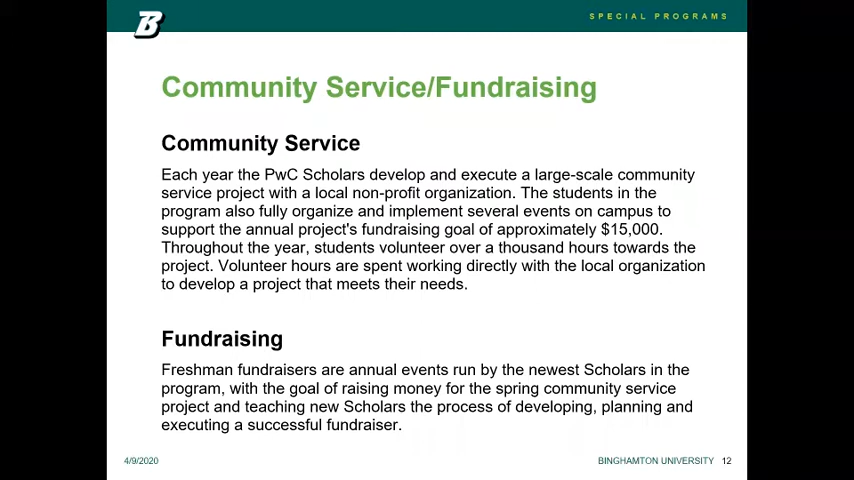 B
SPECIAL PROGRAMS
Community Service/Fundraising
Community Service
Each year the PwC Scholars develop and execute a large-scale community
service project with a local non-profit organization. The students in the
program also fully organize and implement several events on campus to
support the annual project's fundraising goal of approximately $15,000.
Throughout the year, students volunteer over a thousand hours towards the
project. Volunteer hours are spent working directly with the local organization
to develop a project that meets their needs.
Fundraising
Freshman fundraisers are annual events run by the newest Scholars in the
program, with the goal of raising money for the spring community service
project and teaching new Scholars the process of developing, planning and
executing a successful fundraiser.
4/9/2020
BINGHAMTON UNIVERSITY 12